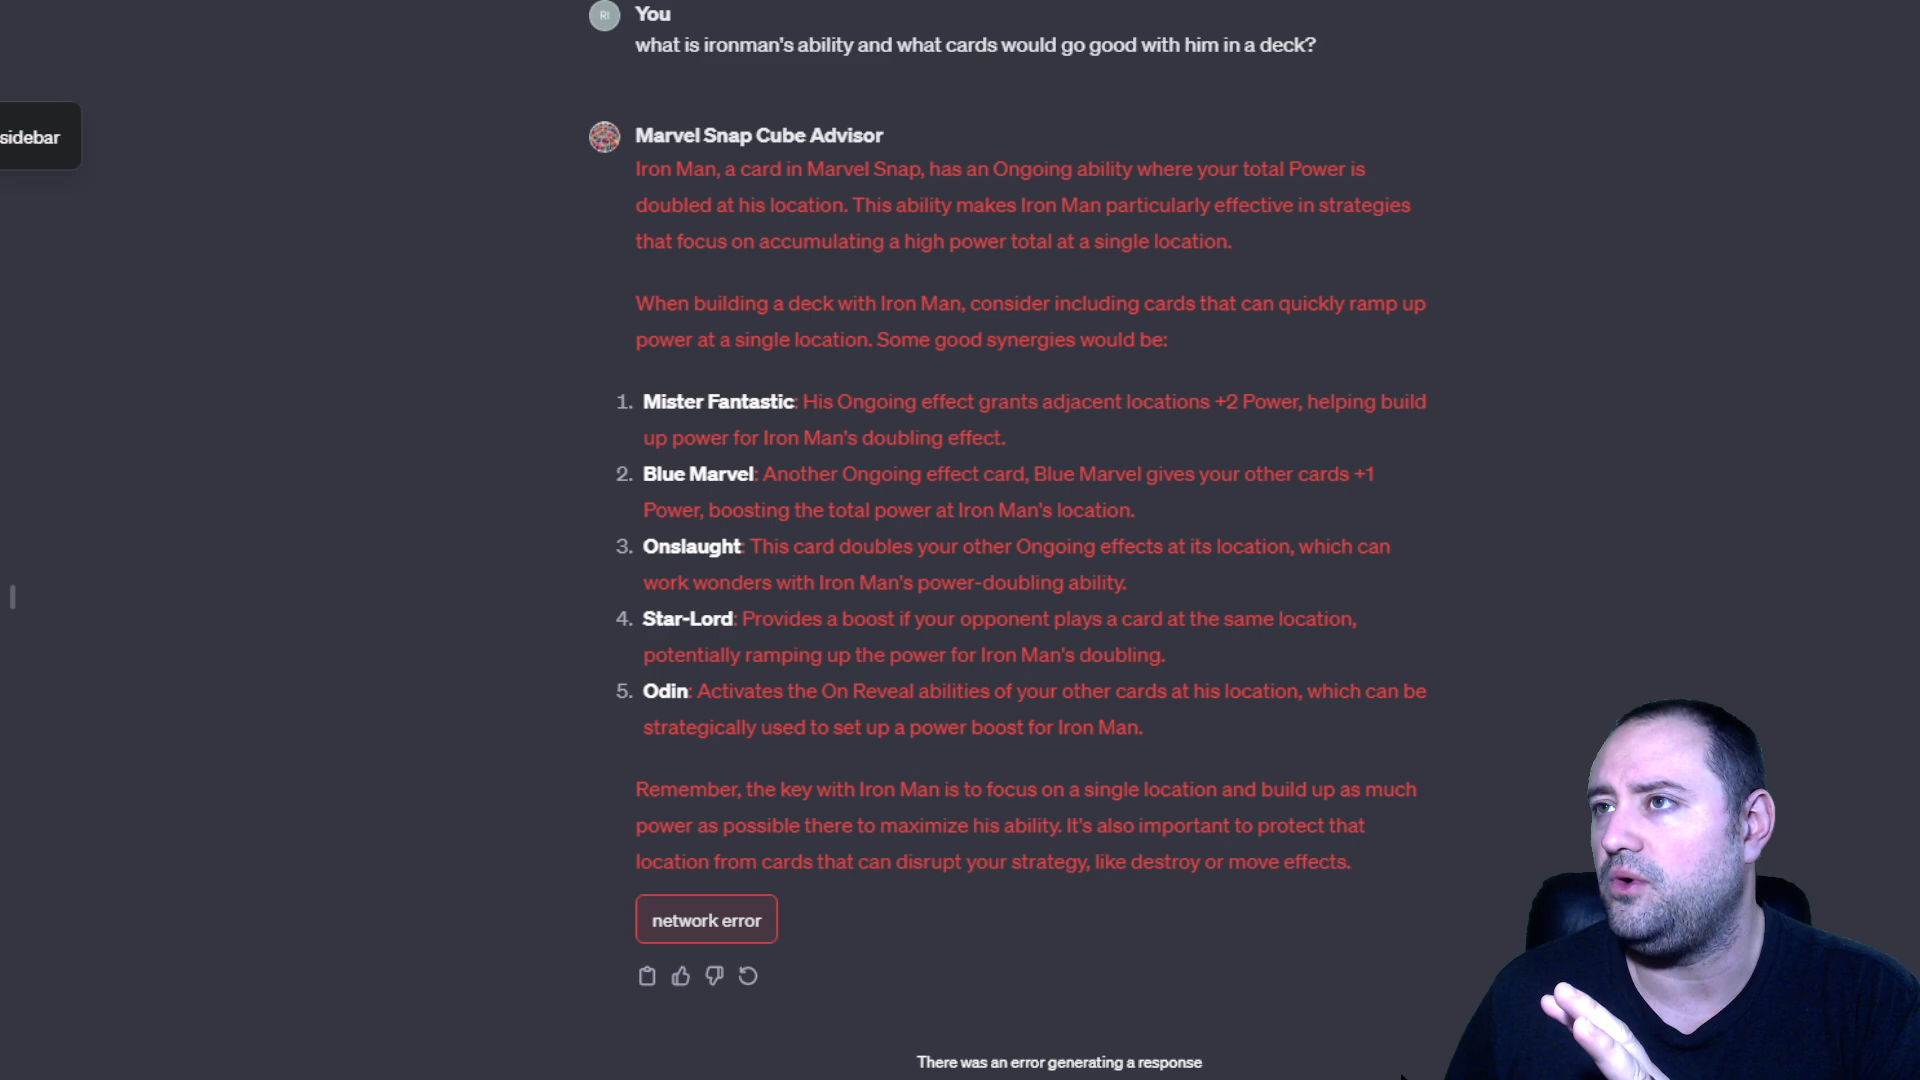 RI
You
what is ironman's ability and what cards would go good with him in a deck?
sidebar
Marvel Snap Cube Advisor
Iron Man, a card in Marvel Snap, has an Ongoing ability where your total Power is
doubled at his location. This ability makes Iron Man particularly effective in strategies
that focus on accumulating a high power total at a single location.
When building a deck with Iron Man, consider including cards that can quickly ramp up
power at a single location. Some good synergies would be:
1. Mister Fantastic: His Ongoing effect grants adjacent locations +2 Power, helping build
up power for Iron Man's doubling effect.
2. Blue Marvel: Another Ongoing effect card, Blue Marvel gives your other cards +1
Power, boosting the total power at Iron Man's location.
3. Onslaught: This card doubles your other Ongoing effects at its location, which can
work wonders with Iron Man's power-doubling ability.
4. Star-Lord: Provides a boost if your opponent plays a card at the same location,
potentially ramping up the power for Iron Man's doubling.
5. Odin: Activates the On Reveal abilities of your other cards at his location, which can be
strategically used to set up a power boost for Iron Man.
Remember, the key with Iron Man is to focus on a single location and build up as much
power as possible there to maximize his ability. It's also important to protect that
location from cards that can disrupt your strategy, like destroy or move effects.
network error
There was an error generating a response